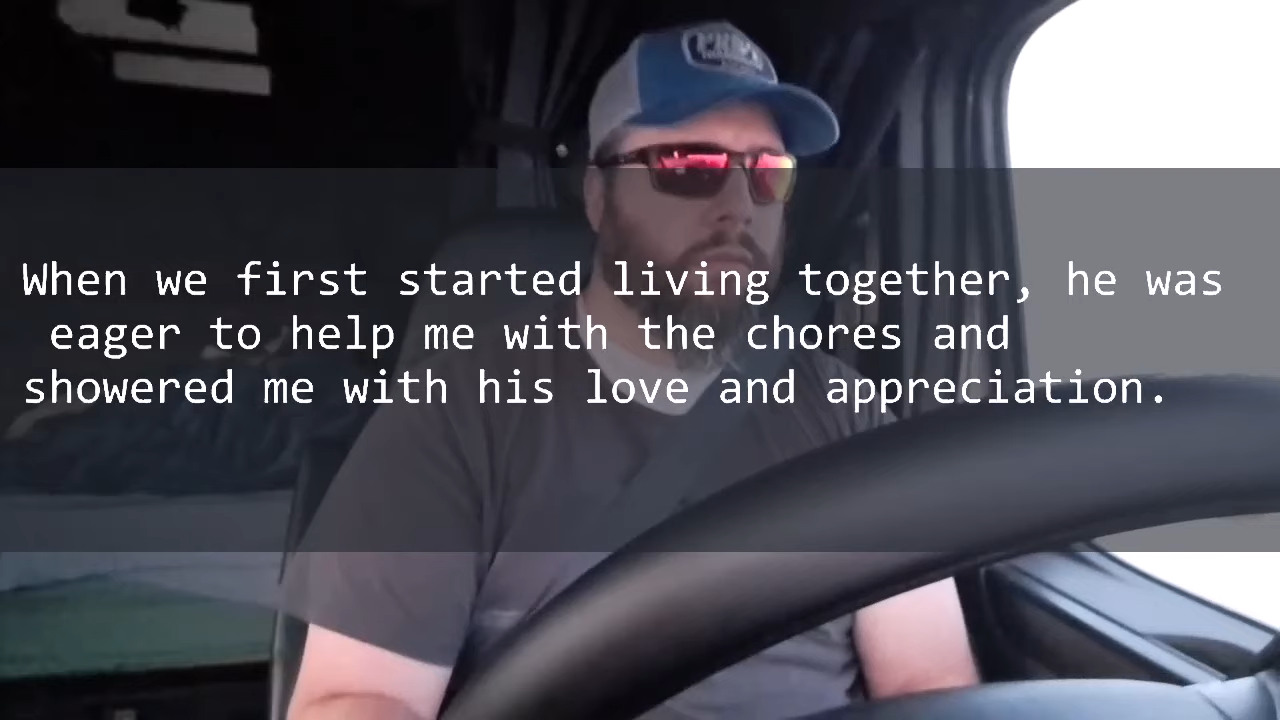 When we first started living together, he was
eager to help me with the chores and
showered me with his love and appreciation.